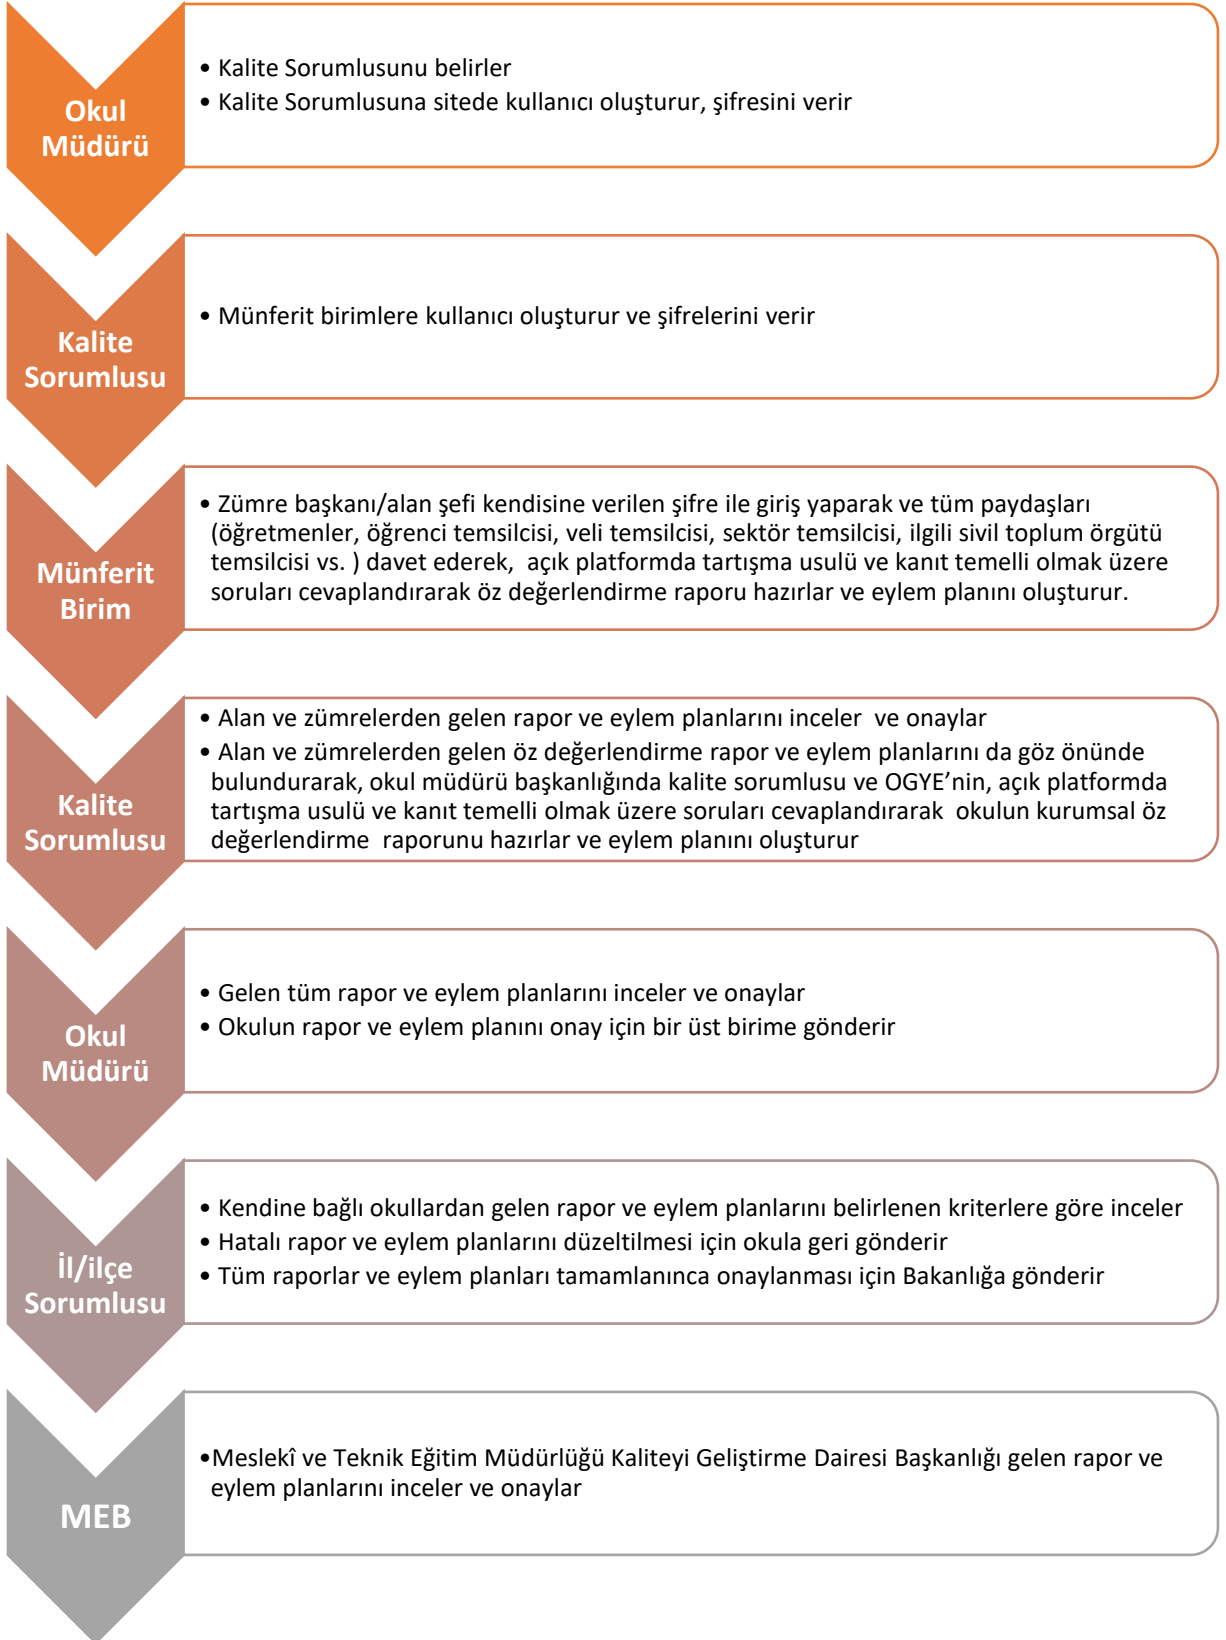 Okul
Müdürü
• Kalite Sorumlusunu belirler
• Kalite Sorumlusuna sitede kullanıcı oluşturur, şifresini verir
Kalite
Sorumlusu
• Münferit birimlere kullanıcı oluşturur ve şifrelerini verir
Münferit
Birim
• Zümre başkanı/alan şefi kendisine verilen şifre ile giriş yaparak ve tüm paydaşları
(öğretmenler, öğrenci temsilcisi, veli temsilcisi, sektör temsilcisi, ilgili sivil toplum örgütü
temsilcisi vs. ) davet ederek, açık platformda tartışma usulü ve kanıt temelli olmak üzere
soruları cevaplandırarak öz değerlendirme raporu hazırlar ve eylem planını oluşturur.
Kalite
Sorumlusu
• Alan ve zümrelerden gelen rapor ve eylem planlarını inceler ve onaylar
• Alan ve zümrelerden gelen öz değerlendirme rapor ve eylem planlarını da göz önünde
bulundurarak, okul müdürü başkanlığında kalite sorumlusu ve OGYE’nin, açık platformda
tartışma usulü ve kanıt temelli olmak üzere soruları cevaplandırarak okulun kurumsal öz
değerlendirme raporunu hazırlar ve eylem planını oluşturur
Okul
Müdürü
• Gelen tüm rapor ve eylem planlarını inceler ve onaylar
• Okulun rapor ve eylem planını onay için bir üst birime gönderir
İl/ilçe
Sorumlusu
• Kendine bağlı okullardan gelen rapor ve eylem planlarını belirlenen kriterlere göre inceler
• Hatalı rapor ve eylem planlarını düzeltilmesi için okula geri gönderir
• Tüm raporlar ve eylem planları tamamlanınca onaylanması için Bakanlığa gönderir
MEB
•Meslekî ve Teknik Eğitim Müdürlüğü Kaliteyi Geliştirme Dairesi Başkanlığı gelen rapor ve
eylem planlarını inceler ve onaylar